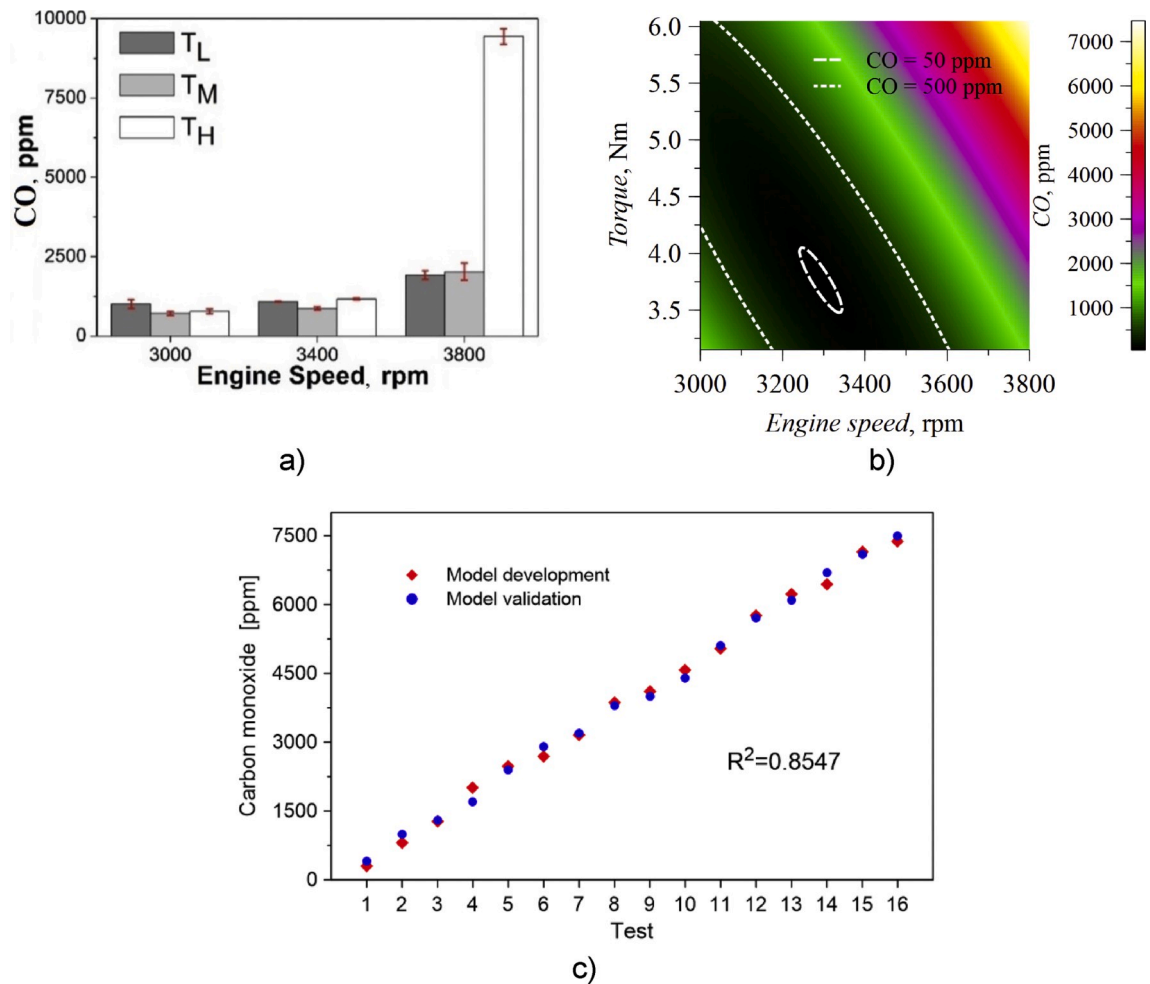 10000
7500
5000
2500
0
CO, ppm
T_L
T_M
T_H
3000 3400 3800
Engine Speed, rpm
a)
6.0
5.5
5.0
4.5
4.0
3.5
Torque, Nm
CO = 50 ppm
CO = 500 ppm
3000 3200 3400 3600 3800
Engine speed, rpm
7000
6000
5000
4000
3000
2000
1000
CO, ppm
b)
7500
6000
4500
3000
1500
0
Carbon monoxide [ppm]
Model development
Model validation
R²=0.8547
1 2 3 4 5 6 7 8 9 10 11 12 13 14 15 16
Test
c)